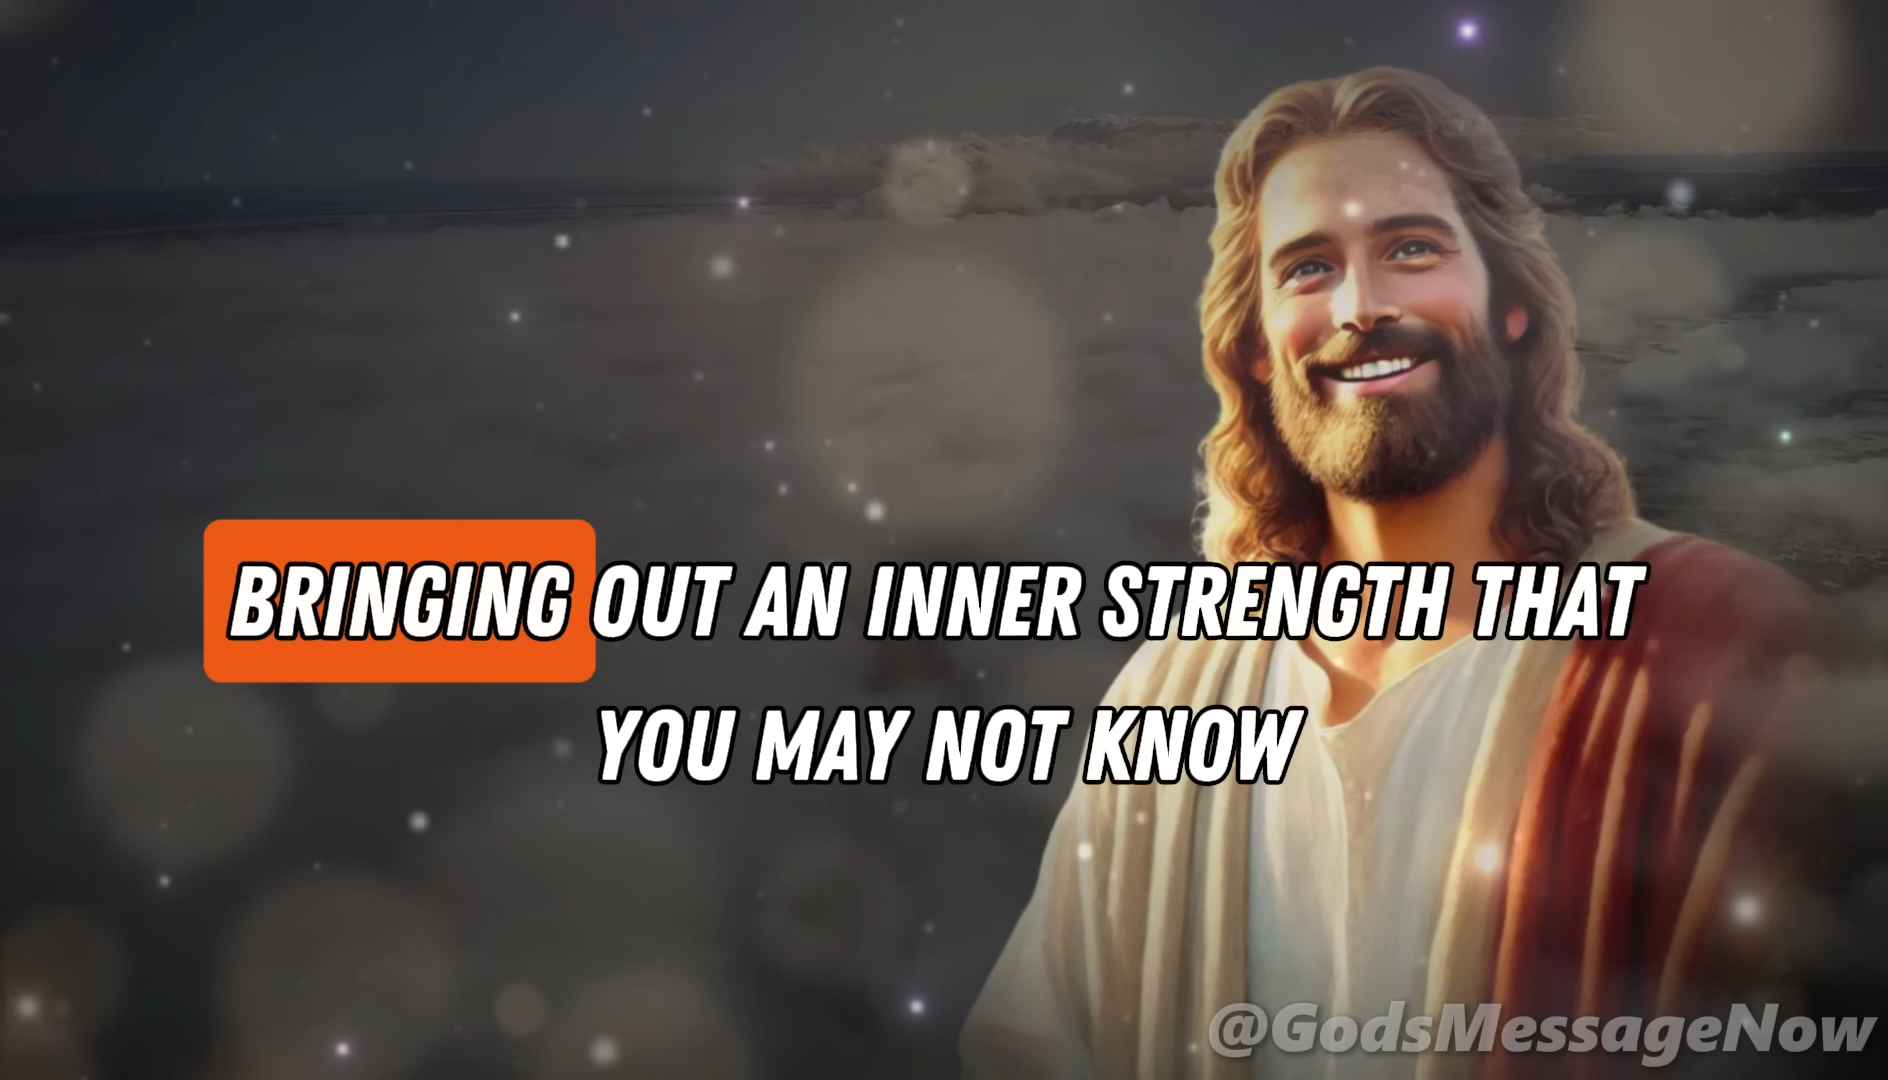 BRINGING OUT AN INNER STRENGTH THAT
YOU MAY NOT KNOW
@GodsMessageNow